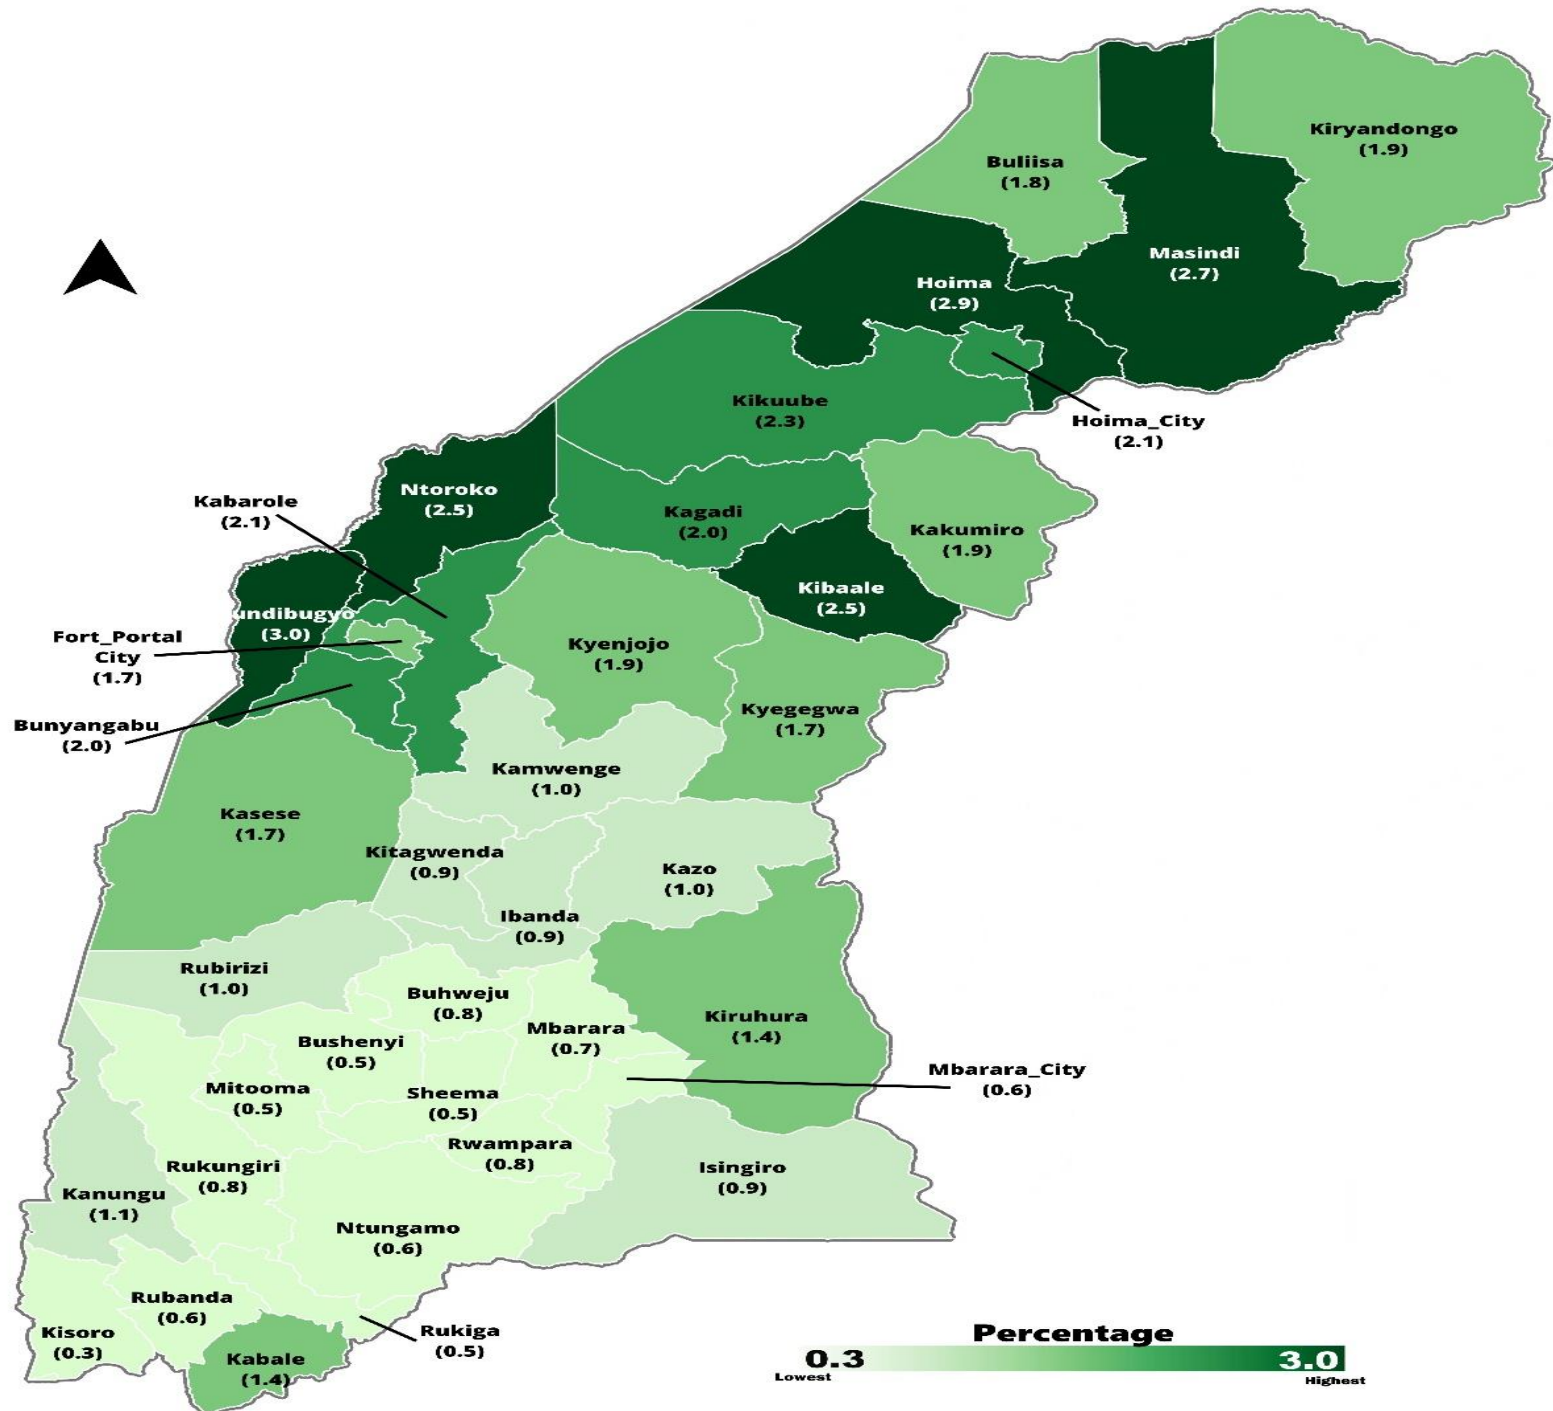 Kiryandongo
(1.9)
Buliisa
(1.8)
Masindi
(2.7)
Hoima
(2.9)
Kikuube
(2.3)
Hoima_City
(2.1)
Ntoroko
(2.5)
Kabarole
(2.1)
Kagadi
(2.0)
Kakumiro
(1.9)
Kibaale
(2.5)
undibugyo
(3.0)
Fort_Portal
City
(1.7)
Kyenjojo
(1.9)
Bunyangabu
(2.0)
Kyegegwa
(1.7)
Kamwenge
(1.0)
Kasese
(1.7)
Kitagwenda
(0.9)
Kazo
(1.0)
Ibanda
(0.9)
Rubirizi
(1.0)
Buhweju
(0.8)
Kiruhura
(1.4)
Mbarara
(0.7)
Bushenyi
(0.5)
Mbarara_City
(0.6)
Mitooma
(0.5)
Sheema
(0.5)
Rwampara
(0.8)
Rukungiri
(0.8)
Isingiro
(0.9)
Kanungu
(1.1)
Ntungamo
(0.6)
Rubanda
(0.6)
Kisoro
(0.3)
Rukiga
(0.5)
Kabale
(1.4)
Percentage
0.3
3.0
Lowest
Highest